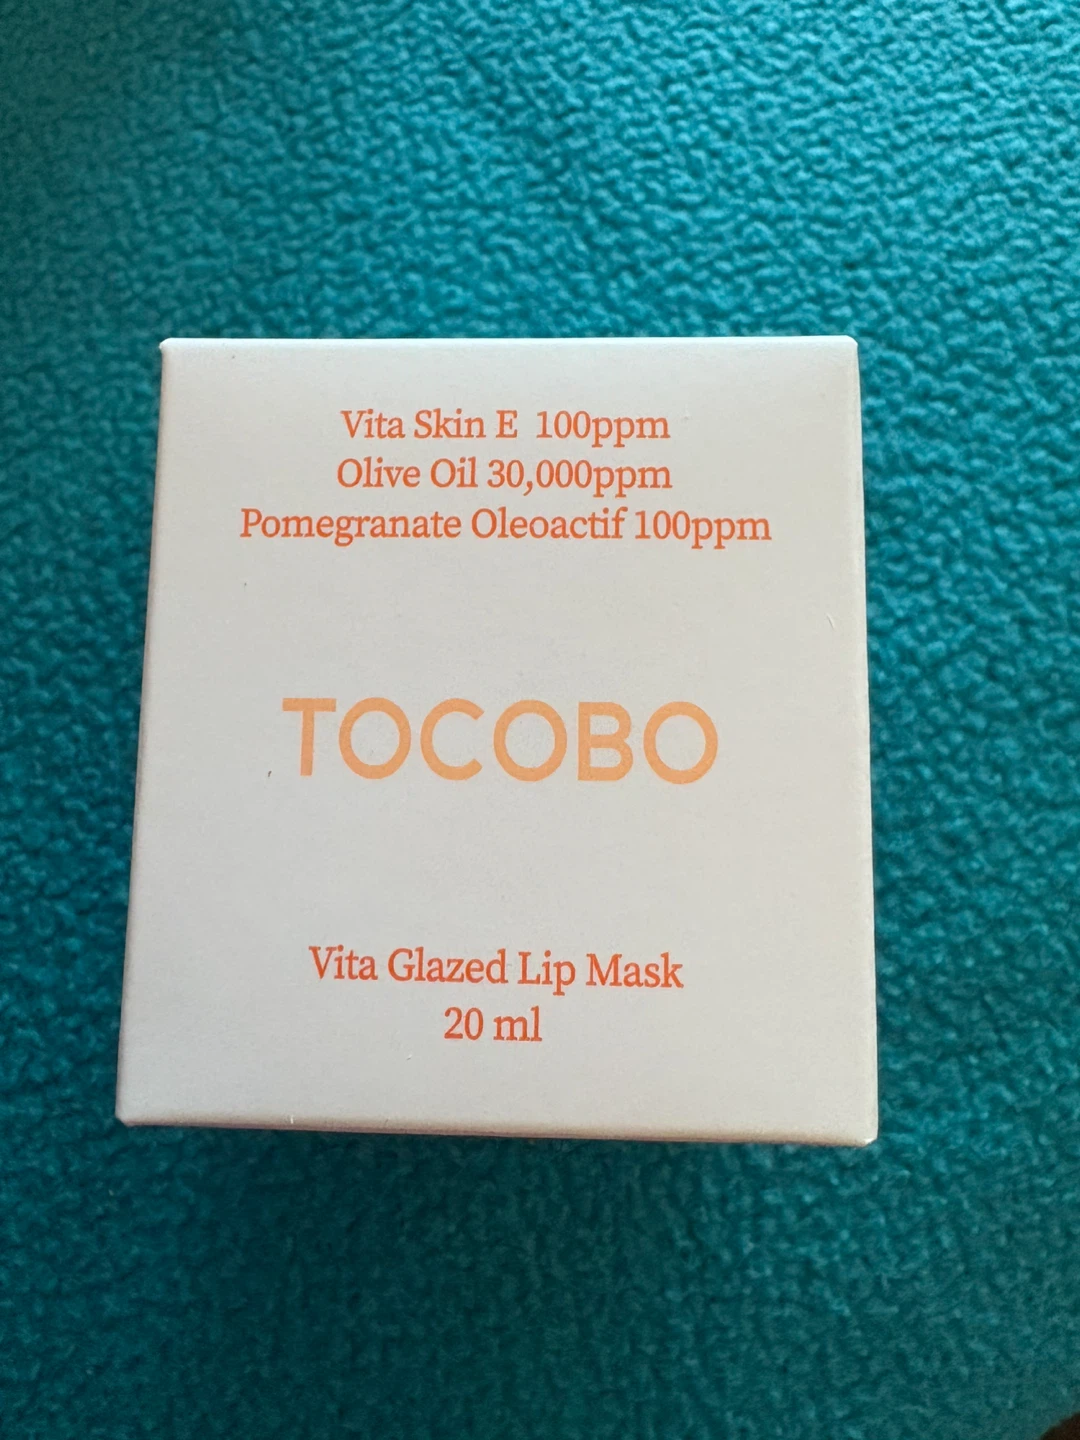 Vita Skin E 100ppm
Olive Oil 30,000ppm
Pomegranate Oleoactif 100ppm
TOCOBO
Vita Glazed Lip Mask
20 ml